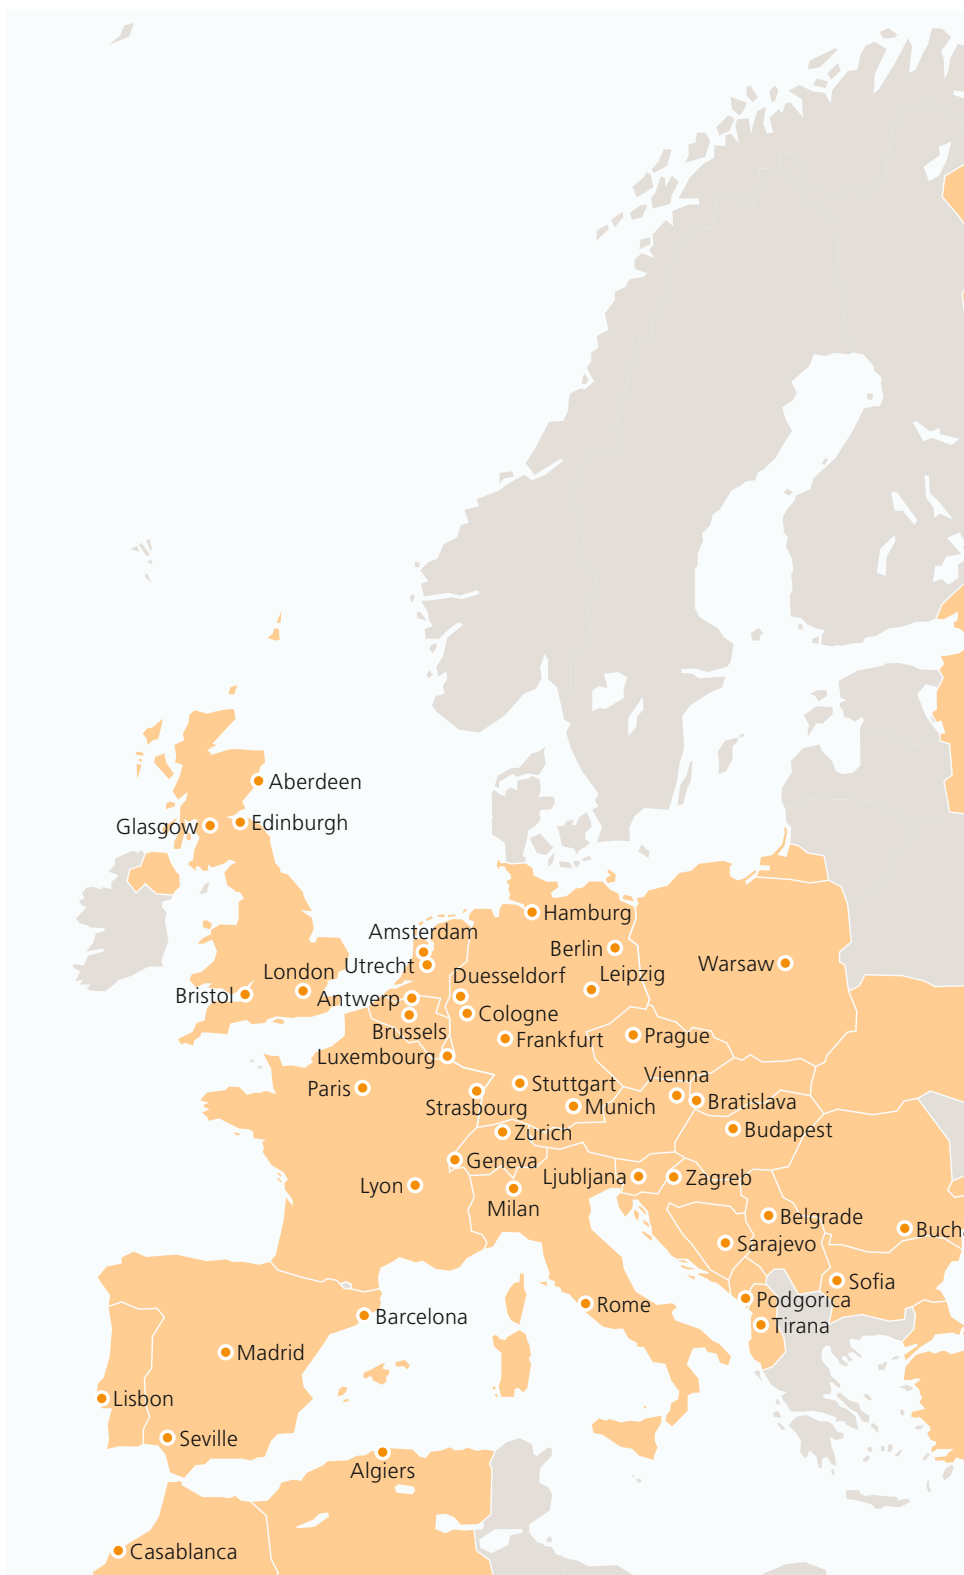 Aberdeen
Glasgow
Edinburgh
Hamburg
Amsterdam
Berlin
Utrecht
Warsaw
London
Duesseldorf
Leipzig
Bristol
Antwerp
Cologne
Brussels
Frankfurt
Prague
Luxembourg
Paris
Stuttgart
Vienna
Strasbourg
Munich
Bratislava
Zurich
Budapest
Geneva
Lyon
Ljubljana
Zagreb
Milan
Belgrade
Bucha
Sarajevo
Sofia
Podgorica
Rome
Barcelona
Tirana
Madrid
Lisbon
Seville
Algiers
Casablanca